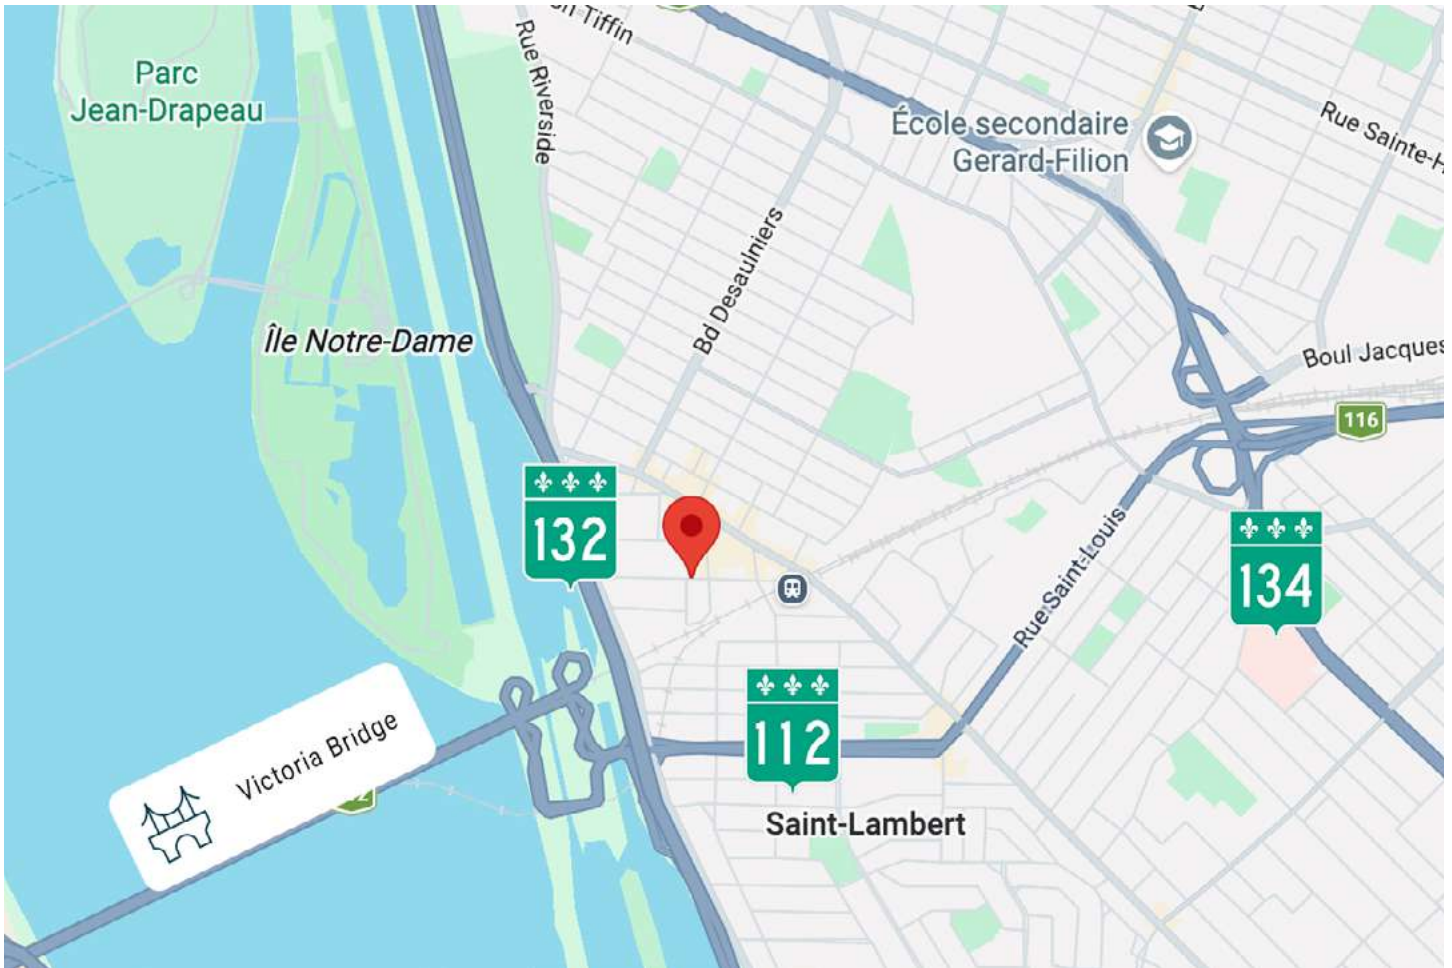 on-Tiffin
Rue Riverside
Parc
Jean-Drapeau
École secondaire
Gerard-Filion
Rue Sainte-H
Bd Desaulniers
Île Notre-Dame
Boul Jacques
116
132
Rue Saint-Louis
134
112
Victoria Bridge
Saint-Lambert